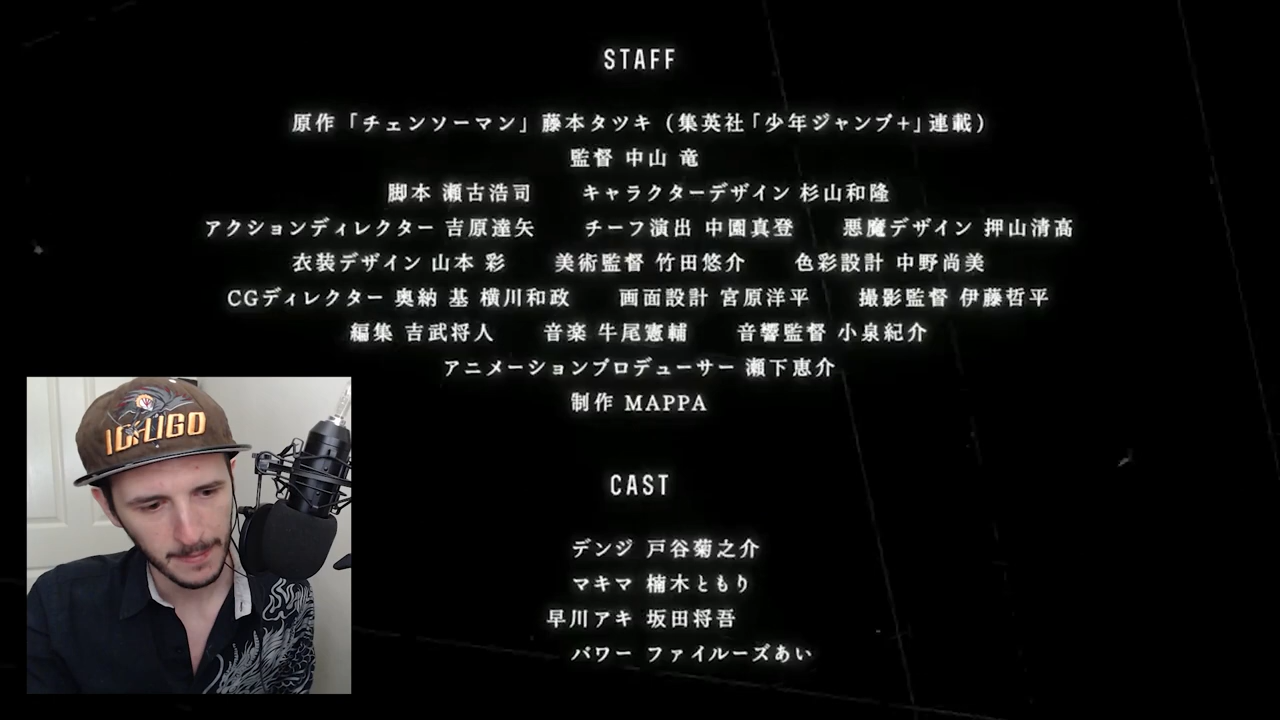 STAFF
原作「チェンソーマン」藤本タツキ（集英社「少年ジャンプ+」連載）
監督 中山 竜
脚本 瀬古浩司　キャラクターデザイン 杉山和隆
アクションディレクター 吉原達矢　チーフ演出 中園真登　悪魔デザイン 押山清高
衣装デザイン 山本 彩　美術監督 竹田悠介　色彩設計 中野尚美
CGディレクター 奥納 基 横川和政　画面設計 宮原洋平　撮影監督 伊藤哲平
編集 吉武将人　音楽 牛尾憲輔　音響監督 小泉紀介
アニメーションプロデューサー 瀬下恵介
制作 MAPPA
CAST
デンジ 戸谷菊之介
マキマ 楠木ともり
早川アキ 坂田将吾
パワー ファイルーズあい
ICHIGO